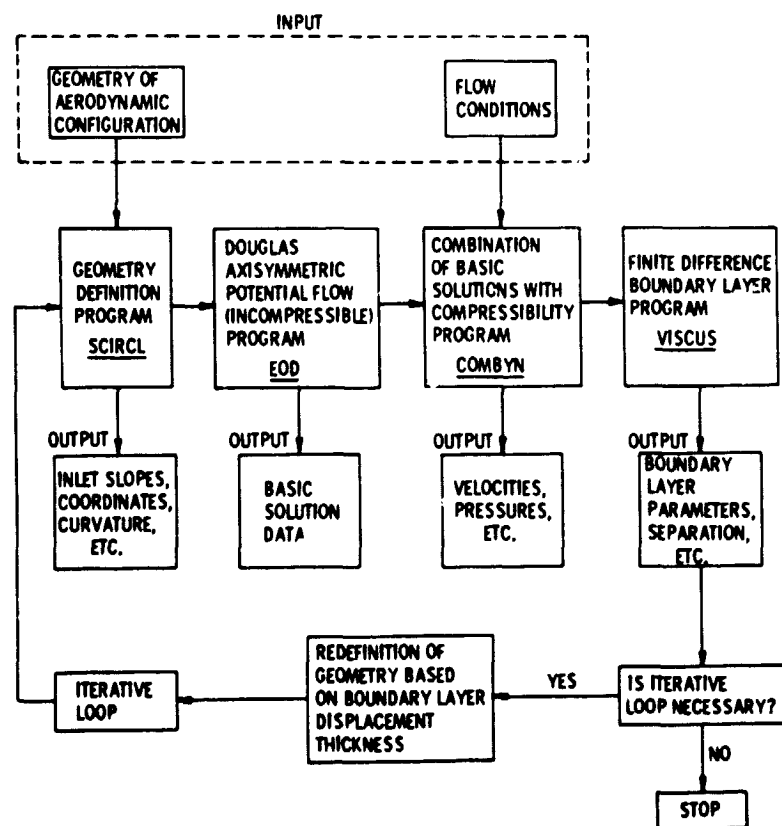 INPUT
GEOMETRY OF
AERODYNAMIC
CONFIGURATION
FLOW
CONDITIONS
GEOMETRY
DEFINITION
PROGRAM
SCIRCL
DOUGLAS
AXISYMMETRIC
POTENTIAL FLOW
(INCOMPRESSIBLE)
PROGRAM
EOD
COMBINATION
OF BASIC
SOLUTIONS WITH
COMPRESSIBILITY
PROGRAM
COMBYN
FINITE DIFFERENCE
BOUNDARY LAYER
PROGRAM
VISCUS
OUTPUT
OUTPUT
OUTPUT
OUTPUT
INLET SLOPES,
COORDINATES,
CURVATURE,
ETC.
BASIC
SOLUTION
DATA
VELOCITIES,
PRESSURES,
ETC.
BOUNDARY
LAYER
PARAMETERS,
SEPARATION,
ETC.
ITERATIVE
LOOP
REDEFINITION OF
GEOMETRY BASED
ON BOUNDARY LAYER
DISPLACEMENT
THICKNESS
YES
IS ITERATIVE
LOOP NECESSARY?
NO
STOP